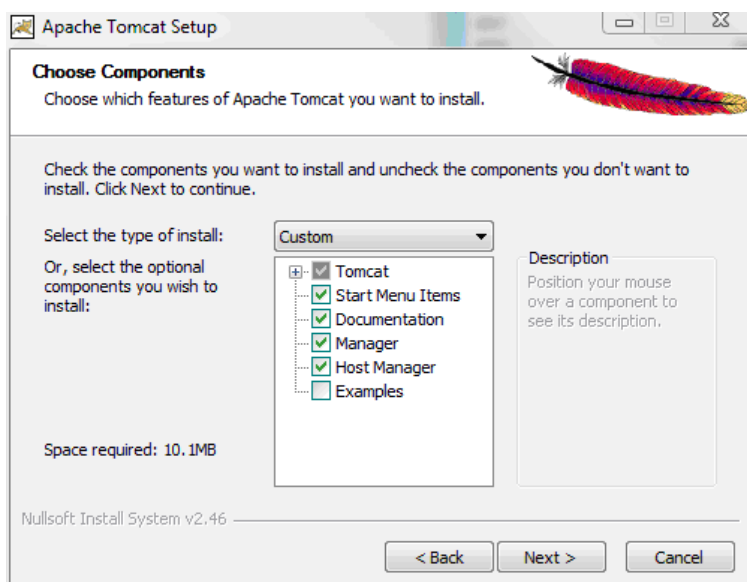 Apache Tomcat Setup
Choose Components
Choose which features of Apache Tomcat you want to install.
Check the components you want to install and uncheck the components you don't want to
install. Click Next to continue.
Select the type of install:
Custom
Or, select the optional
components you wish to
install:
Tomcat
Start Menu Items
Documentation
Manager
Host Manager
Examples
Description
Position your mouse
over a component to
see its description.
Space required: 10.1MB
Nullsoft Install System v2.46
< Back
Next >
Cancel